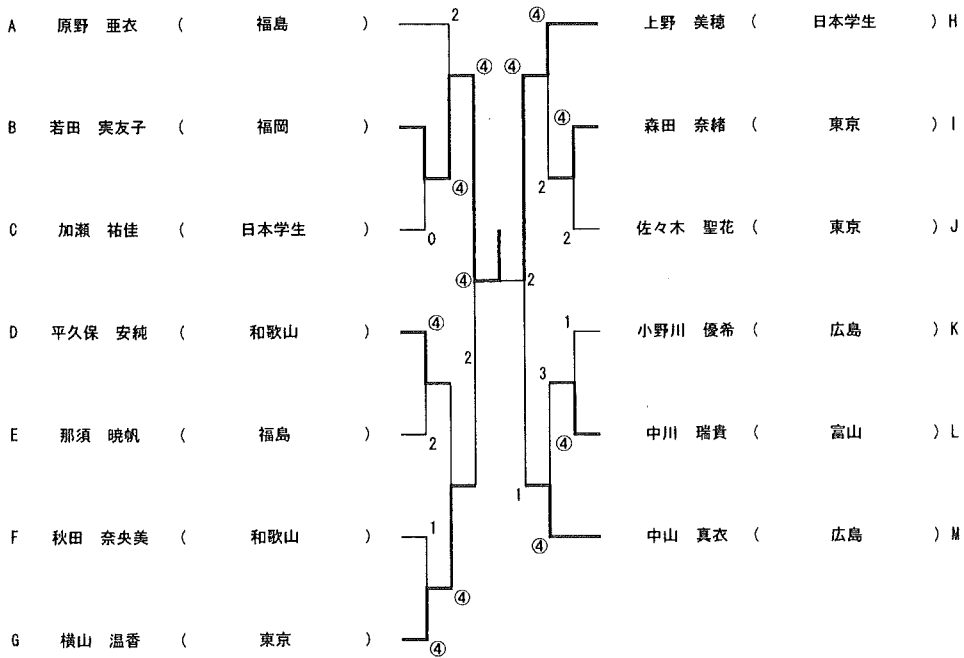 2 ④
A 原野 亜衣 ( 福島 ) 上野 美穂 ( 日本学生 ) H
④ ④
④
B 若田 実友子 ( 福岡 ) 森田 奈緒 ( 東京 ) I
④ 2
C 加瀬 祐佳 ( 日本学生 ) 佐々木 聖花 ( 東京 ) J
0 2
④ 2
④ 1
D 平久保 安純 ( 和歌山 ) 小野川 優希 ( 広島 ) K
2 3
E 那須 暁帆 ( 福島 ) 中川 瑞貴 ( 富山 ) L
2 ④
1
1
F 秋田 奈央美 ( 和歌山 ) 中山 真衣 ( 広島 ) M
④
④
G 横山 温香 ( 東京 )
④